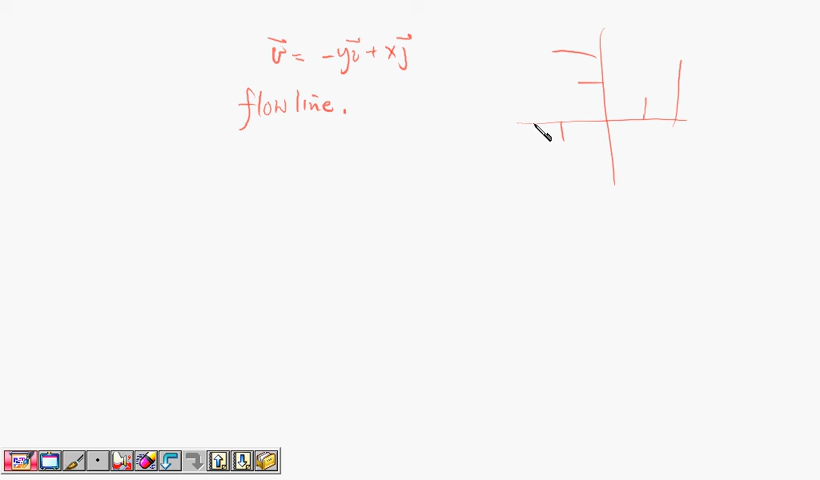 v⃗ = -yi⃗ + xj⃗
flow line.